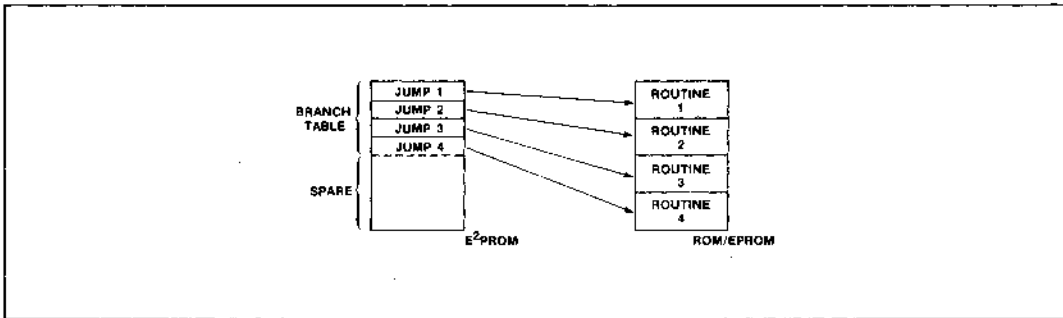 BRANCH
TABLE
SPARE
JUMP 1
JUMP 2
JUMP 3
JUMP 4
E²PROM
ROUTINE
1
ROUTINE
2
ROUTINE
3
ROUTINE
4
ROM/EPROM